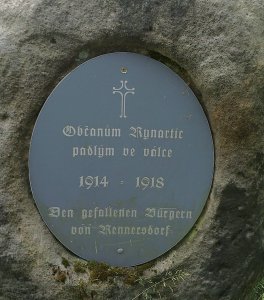 Občanům Rynartic
padlým ve válce
1914 - 1918
Den gefallenen Bürgern
von Rennersdorf